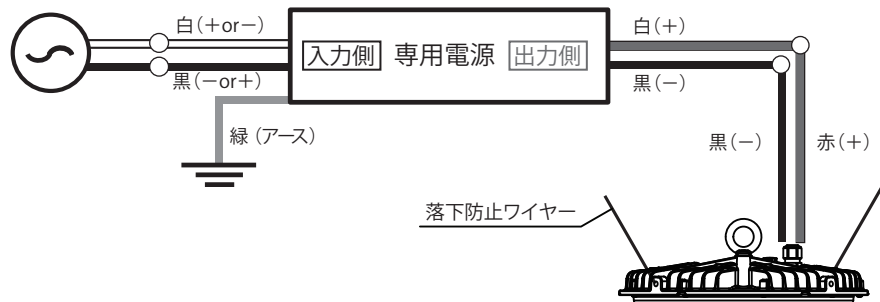 白(+or−)
黒(−or+)
緑(アース)
入力側 専用電源 出力側
白(+)
黒(−)
黒(−) 赤(+)
落下防止ワイヤー